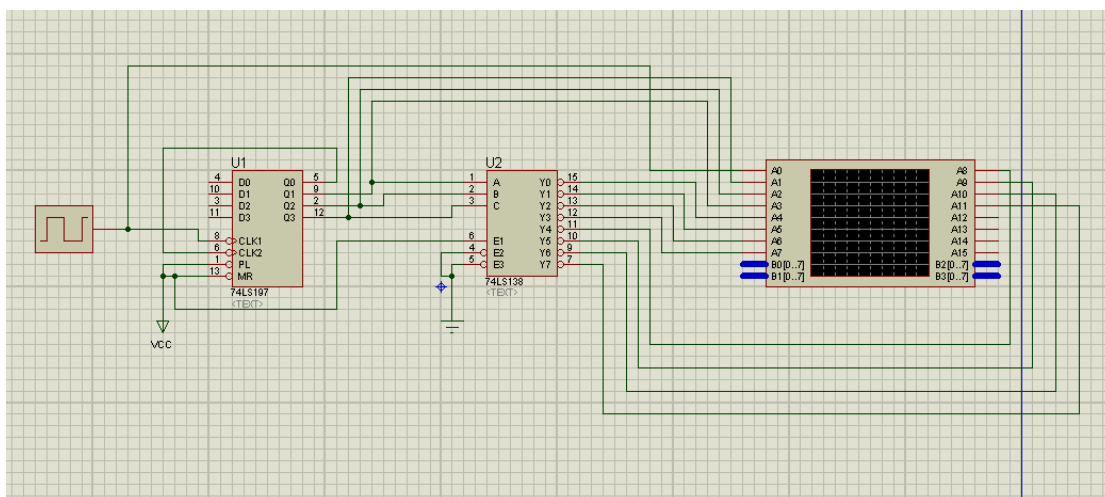 U1
4 D0 Q0 5
10 D1 Q1 9
3 D2 Q2 2
11 D3 Q3 12
8 CLK1
6 CLK2
1 PL
13 MR
74LS197
<TEXT>
VCC
U2
1 A Y0 15
2 B Y1 14
3 C Y2 13
Y3 12
Y4 11
6 E1 Y5 10
4 E2 Y6 9
5 E3 Y7 7
74LS138
<TEXT>
A0 A8
A1 A9
A2 A10
A3 A11
A4 A12
A5 A13
A6 A14
A7 A15
B0[0..7] B2[0..7]
B1[0..7] B3[0..7]